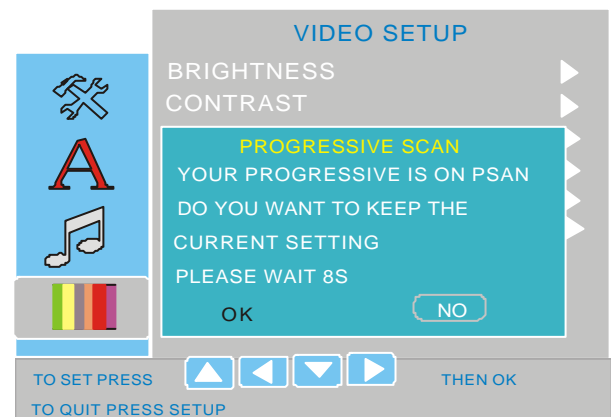 VIDEO SETUP
BRIGHTNESS
CONTRAST
PROGRESSIVE SCAN
YOUR PROGRESSIVE IS ON PSAN
DO YOU WANT TO KEEP THE
CURRENT SETTING
PLEASE WAIT 8S
OK NO
A
TO SET PRESS THEN OK
TO QUIT PRESS SETUP